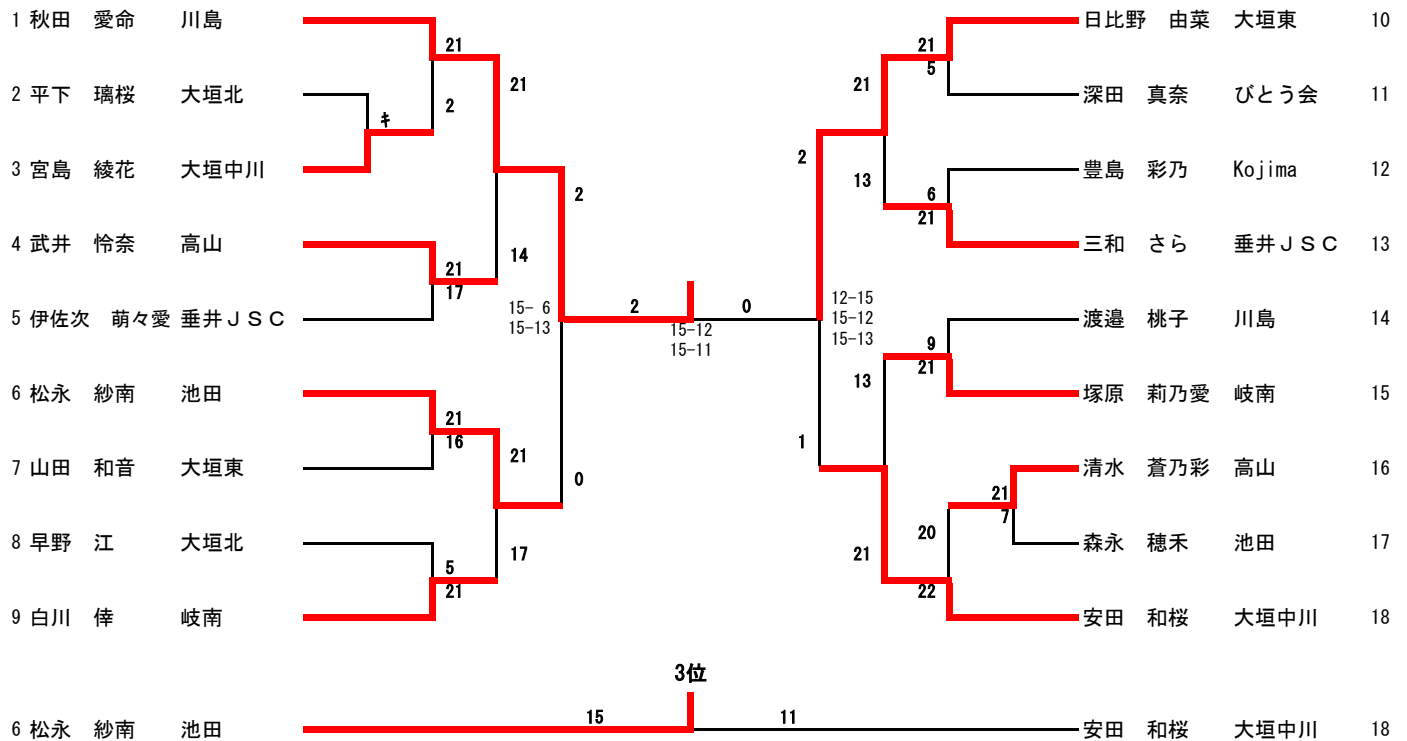 1 秋田 愛命 川島
21
2 平下 璃桜 大垣北
ｷ
2
21
3 宮島 綾花 大垣中川
2
4 武井 怜奈 高山
21
17
14
5 伊佐次 萌々愛 垂井ＪＳＣ
15- 6
15-13
6 松永 紗南 池田
21
16
21
7 山田 和音 大垣東
0
8 早野 江 大垣北
5
21
17
9 白川 倖 岐南
2
0
15-12
15-11
日比野 由菜 大垣東 10
21
5
深田 真奈 びとう会 11
21
2
13
豊島 彩乃 Kojima 12
6
21
三和 さら 垂井ＪＳＣ 13
12-15
15-12
15-13
渡邉 桃子 川島 14
9
21
13
塚原 莉乃愛 岐南 15
1
清水 蒼乃彩 高山 16
21
7
20
森永 穂禾 池田 17
21
22
安田 和桜 大垣中川 18
3位
6 松永 紗南 池田
15
11
安田 和桜 大垣中川 18